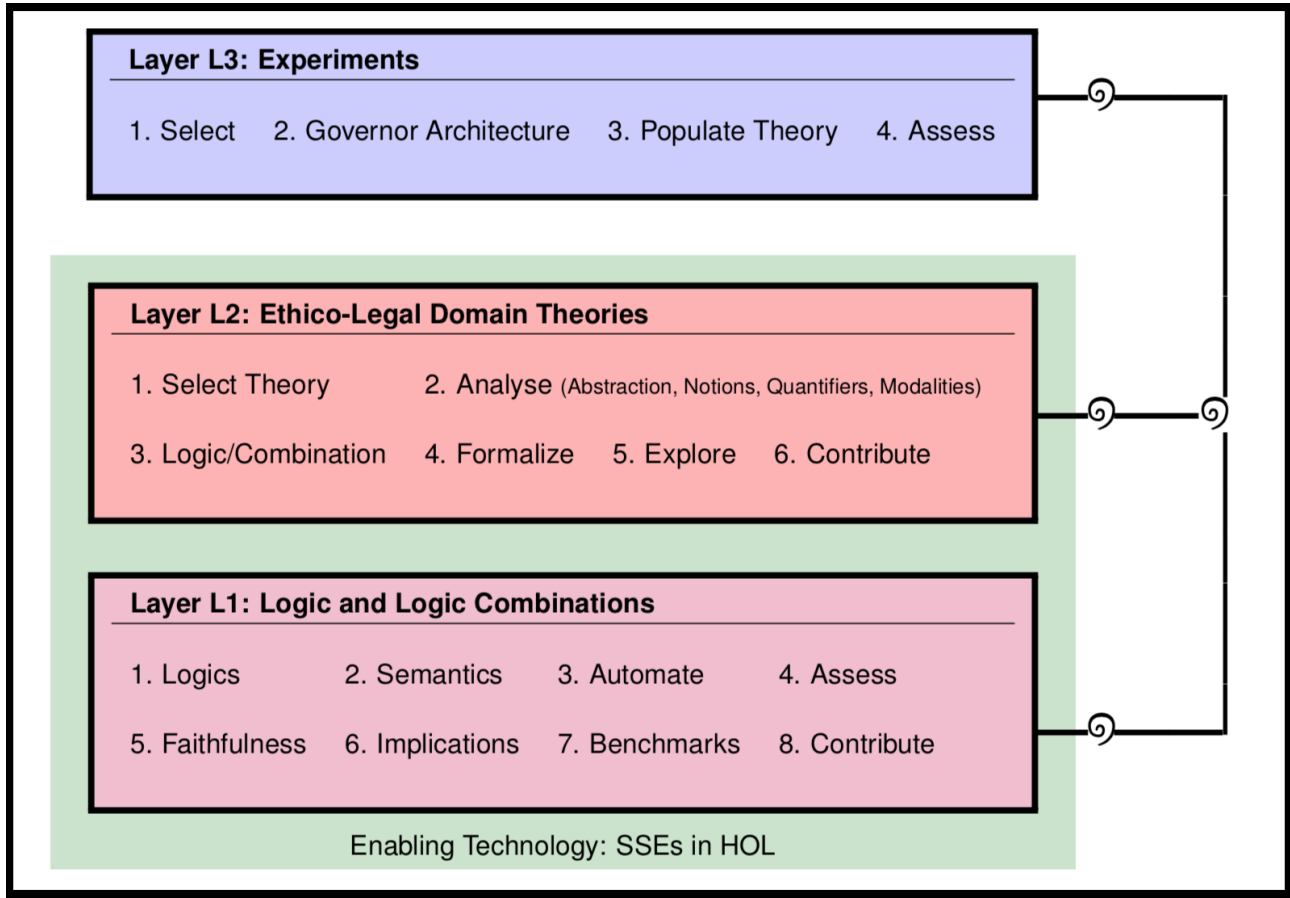 Layer L3: Experiments
1. Select 2. Governor Architecture 3. Populate Theory 4. Assess
Layer L2: Ethico-Legal Domain Theories
1. Select Theory 2. Analyse (Abstraction, Notions, Quantifiers, Modalities)
3. Logic/Combination 4. Formalize 5. Explore 6. Contribute
Layer L1: Logic and Logic Combinations
1. Logics 2. Semantics 3. Automate 4. Assess
5. Faithfulness 6. Implications 7. Benchmarks 8. Contribute
Enabling Technology: SSEs in HOL